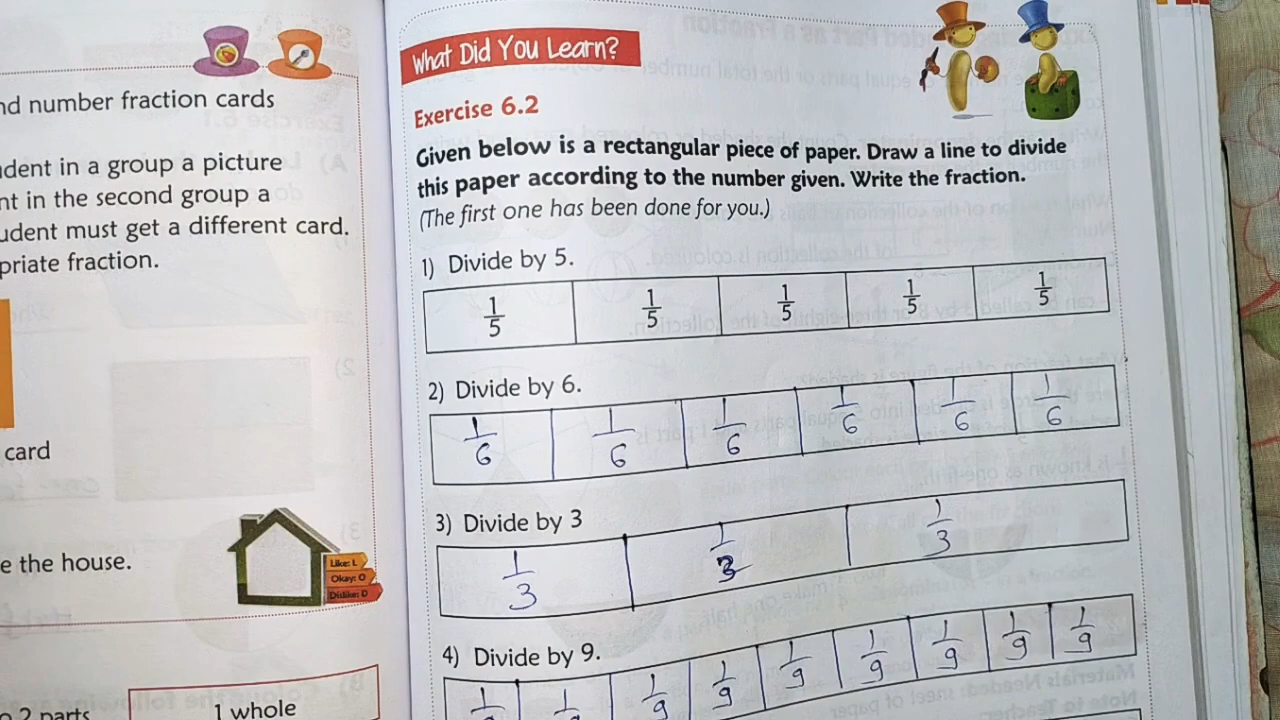 nd number fraction cards
dent in a group a picture
nt in the second group a
udent must get a different card.
priate fraction.
card
e the house.
Like: L
Okay: O
Dislike: D
2 parts
1 whole
What Did You Learn?
Exercise 6.2
Given below is a rectangular piece of paper. Draw a line to divide
this paper according to the number given. Write the fraction.
(The first one has been done for you.)
1) Divide by 5.
1/5 1/5 1/5 1/5 1/5
2) Divide by 6.
1/6 1/6 1/6 1/6 1/6 1/6
3) Divide by 3
1/3 1/3 1/3
4) Divide by 9.
1/9 1/9 1/9 1/9 1/9 1/9 1/9 1/9 1/9